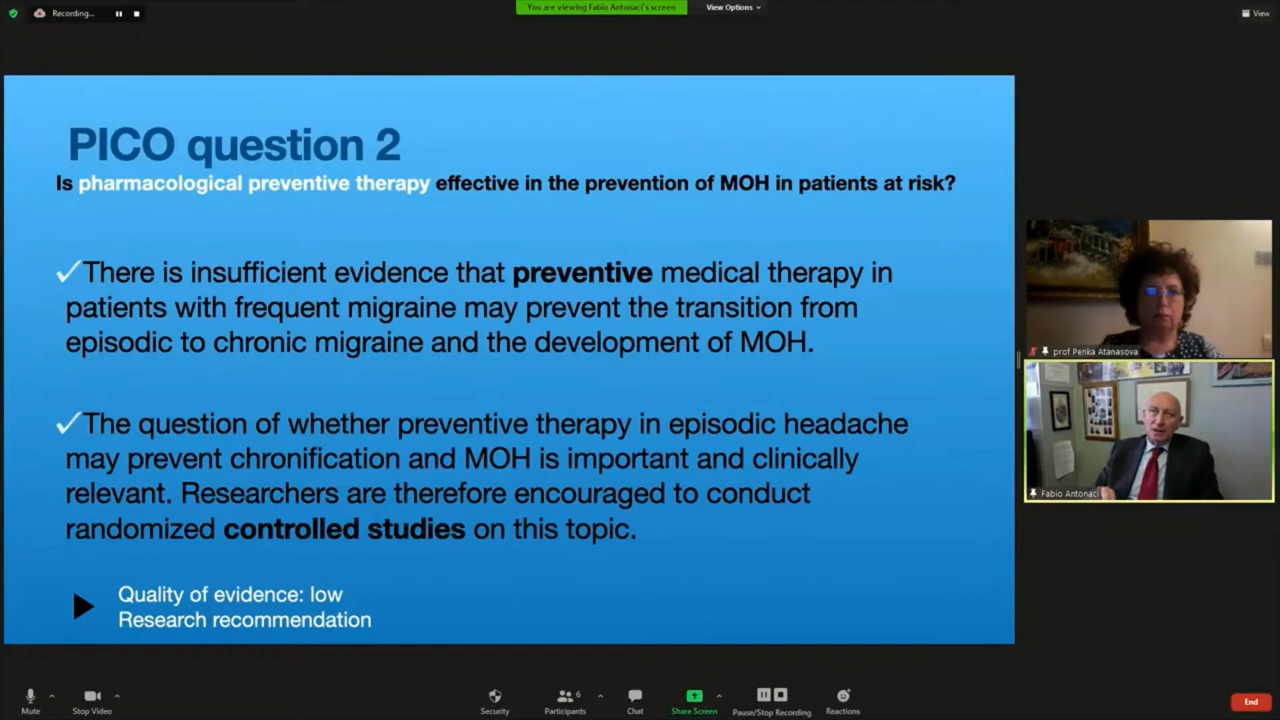 Recording...
You are viewing Fabio Antonaci's screen
View Options
View
PICO question 2
Is pharmacological preventive therapy effective in the prevention of MOH in patients at risk?
✓There is insufficient evidence that preventive medical therapy in
patients with frequent migraine may prevent the transition from
episodic to chronic migraine and the development of MOH.
✓The question of whether preventive therapy in episodic headache
may prevent chronification and MOH is important and clinically
relevant. Researchers are therefore encouraged to conduct
randomized controlled studies on this topic.
Quality of evidence: low
Research recommendation
prof Penka Atanasova
Fabio Antonaci
Mute
Stop Video
Security
Participants
6
Chat
Share Screen
Pause/Stop Recording
Reactions
End